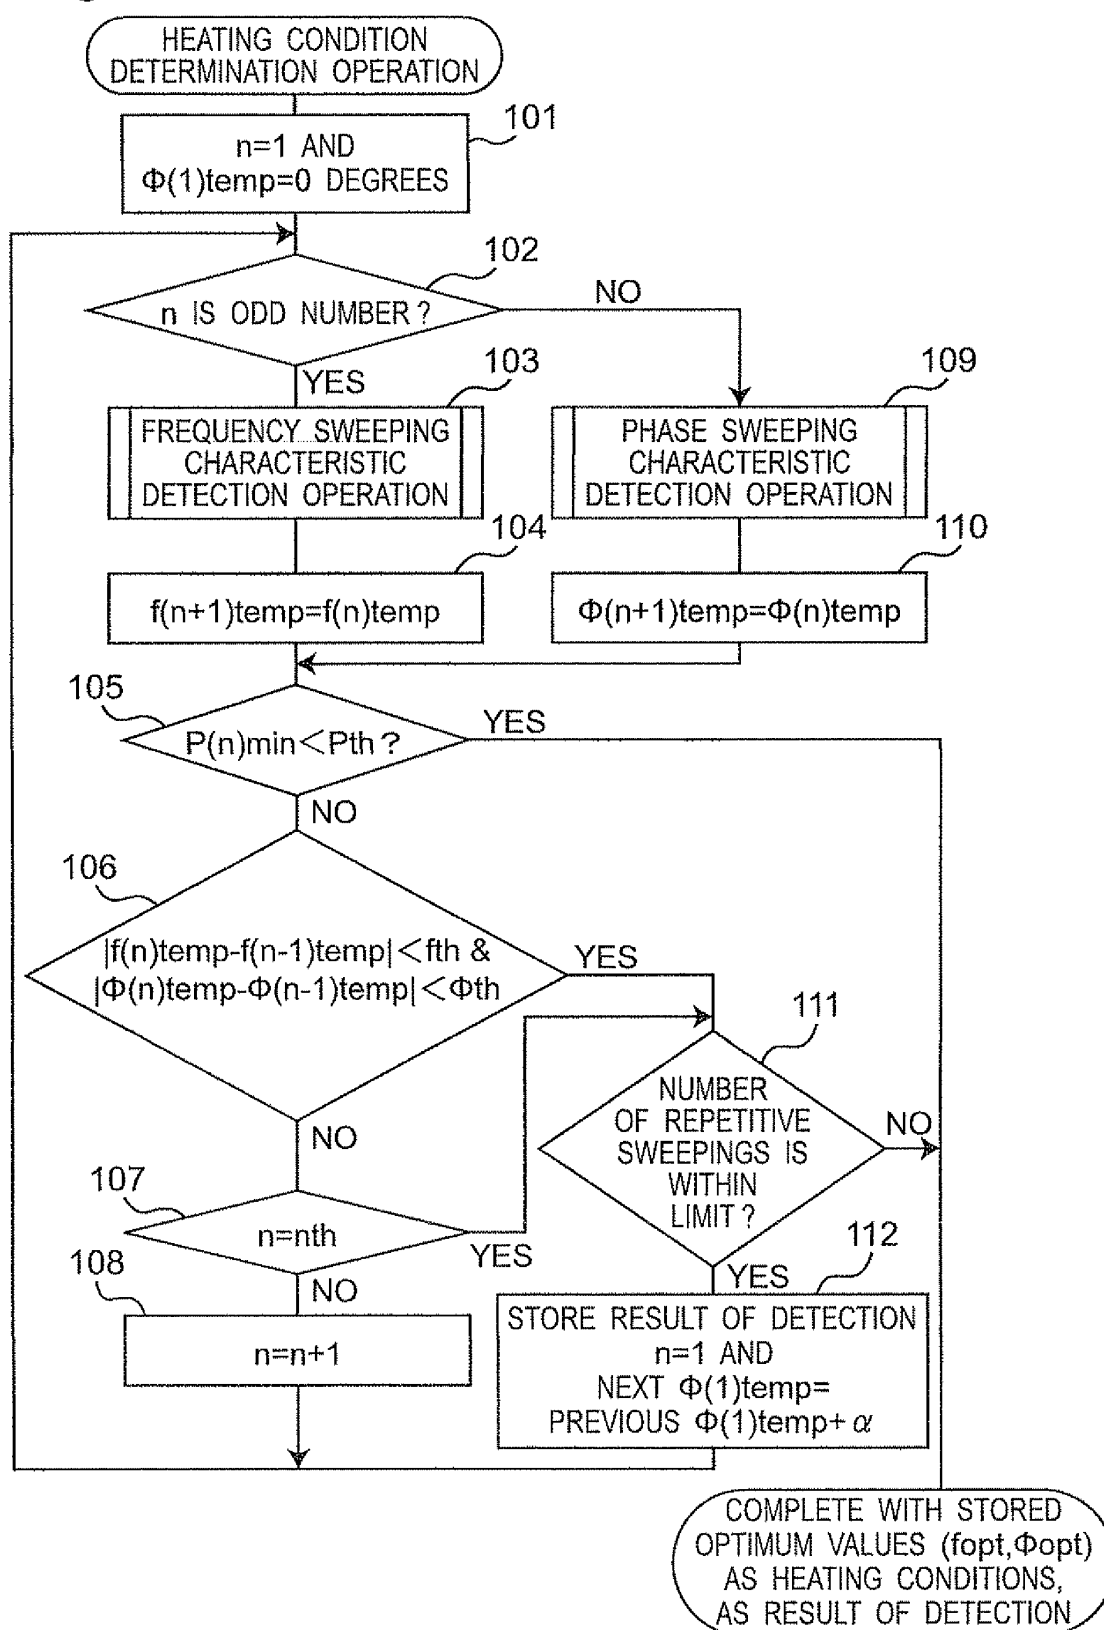 HEATING CONDITION
DETERMINATION OPERATION
101
n=1 AND
Φ(1)temp=0 DEGREES
102
n IS ODD NUMBER?
NO
YES
103
FREQUENCY SWEEPING
CHARACTERISTIC
DETECTION OPERATION
109
PHASE SWEEPING
CHARACTERISTIC
DETECTION OPERATION
104
f(n+1)temp=f(n)temp
110
Φ(n+1)temp=Φ(n)temp
105
P(n)min<Pth?
YES
NO
106
|f(n)temp-f(n-1)temp|<fth &
|Φ(n)temp-Φ(n-1)temp|<Φth
YES
NO
111
NUMBER
OF REPETITIVE
SWEEPINGS IS
WITHIN
LIMIT?
NO
YES
107
n=nth
YES
NO
108
n=n+1
112
STORE RESULT OF DETECTION
n=1 AND
NEXT Φ(1)temp=
PREVIOUS Φ(1)temp+α
COMPLETE WITH STORED
OPTIMUM VALUES (fopt,Φopt)
AS HEATING CONDITIONS,
AS RESULT OF DETECTION